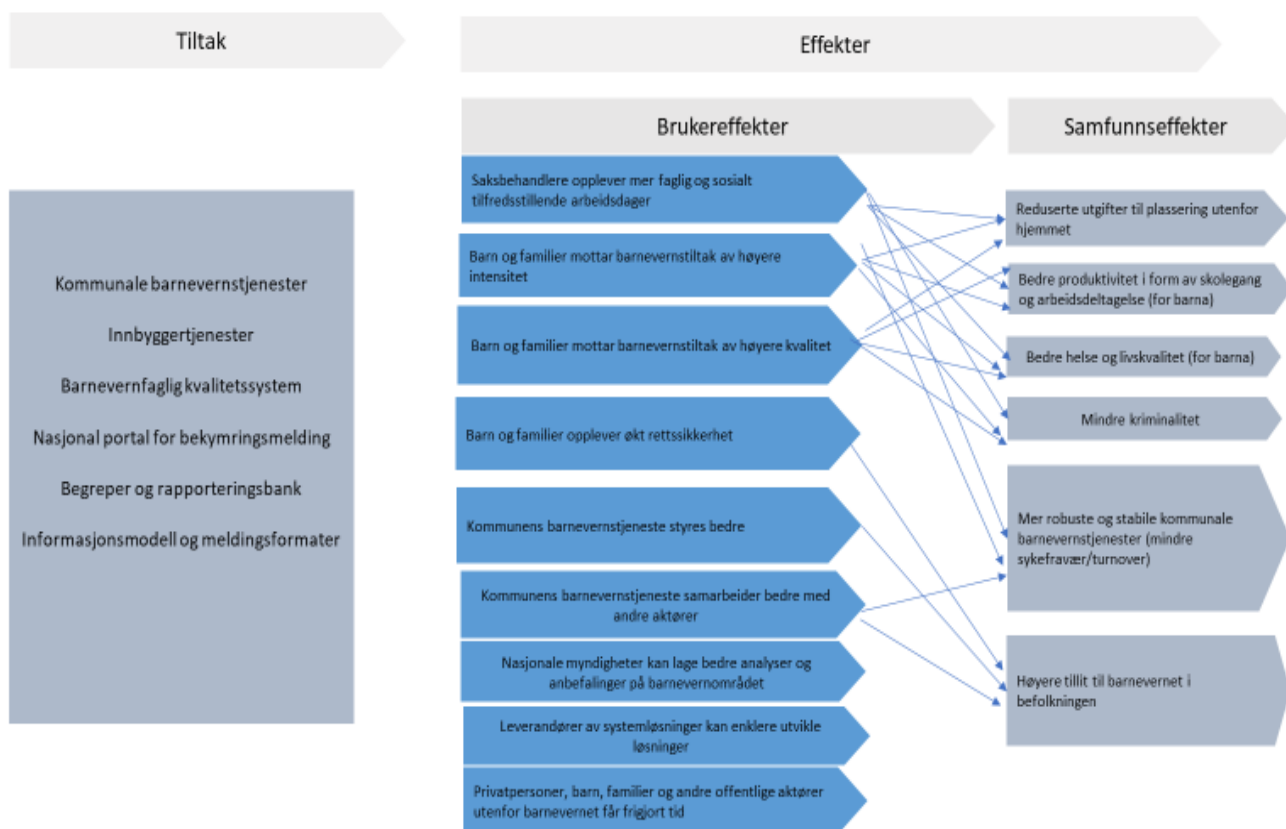 Tiltak
Effekter
Brukereffekter
Samfunnseffekter
Kommunale barnevernstjenester
Innbyggertjenester
Barnevernfaglig kvalitetssystem
Nasjonal portal for bekymringsmelding
Begreper og rapporteringsbank
Informasjonsmodell og meldingsformater
Saksbehandlere opplever mer faglig og sosialt
tilfredsstillende arbeidsdager
Barn og familier mottar barnevernstiltak av høyere
intensitet
Barn og familier mottar barnevernstiltak av høyere kvalitet
Barn og familier opplever økt rettssikkerhet
Kommunens barnevernstjeneste styres bedre
Kommunens barnevernstjeneste samarbeider bedre med
andre aktører
Nasjonale myndigheter kan lage bedre analyser og
anbefalinger på barnevernområdet
Leverandører av systemløsninger kan enklere utvikle
løsninger
Privatpersoner, barn, familier og andre offentlige aktører
utenfor barnevernet får frigjort tid
Reduserte utgifter til plassering utenfor
hjemmet
Bedre produktivitet i form av skolegang
og arbeidsdeltagelse (for barna)
Bedre helse og livskvalitet (for barna)
Mindre kriminalitet
Mer robuste og stabile kommunale
barnevernstjenester (mindre
sykefravær/turnover)
Høyere tillit til barnevernet i
befolkningen